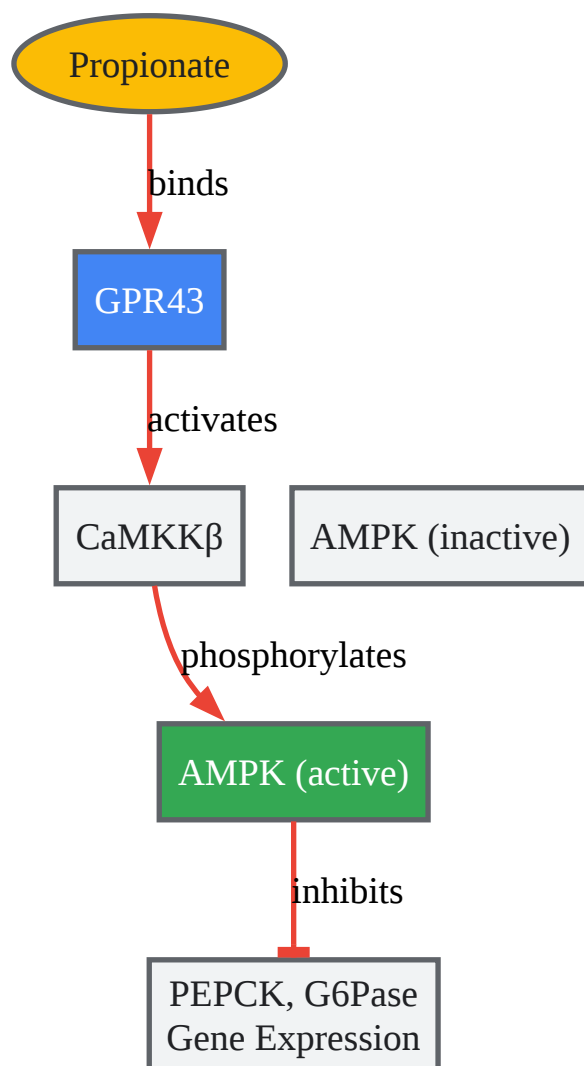 Propionate
binds
GPR43
activates
CaMKKβ
AMPK (inactive)
phosphorylates
AMPK (active)
inhibits
PEPCK, G6Pase
Gene Expression